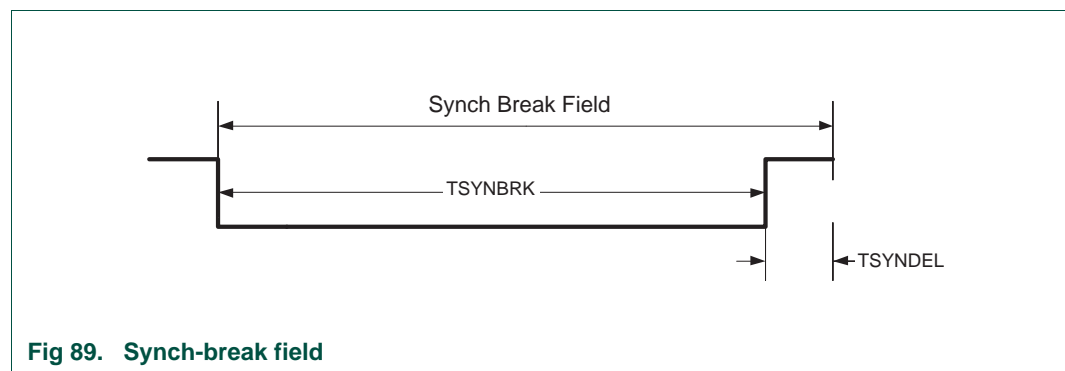 Synch Break Field
TSYNBRK
TSYNDEL
Fig 89. Synch-break field